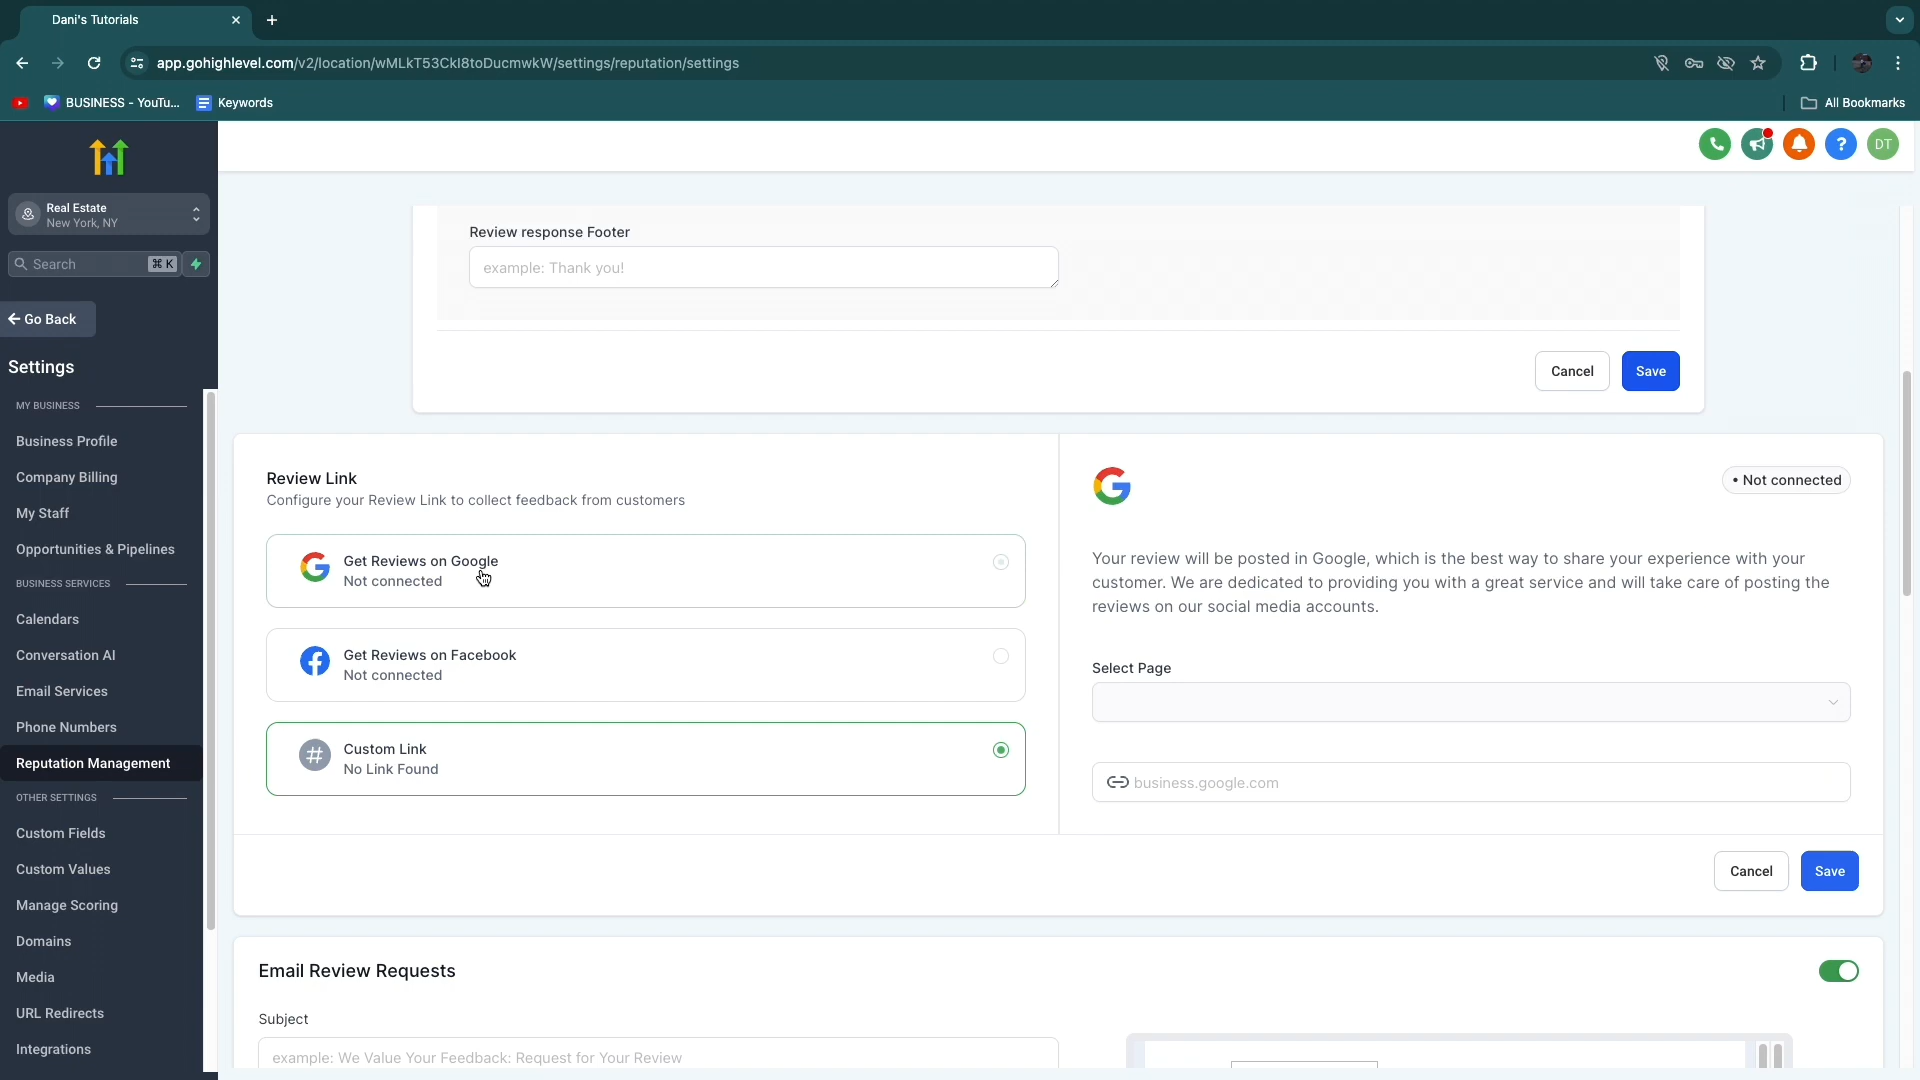 Dani's Tutorials
app.gohighlevel.com/v2/location/wMLkT53CkI8toDucmwkW/settings/reputation/settings
BUSINESS - YouTu...
Keywords
All Bookmarks
Real Estate
New York, NY
Search
⌘ K
DT
Go Back
Settings
MY BUSINESS
Business Profile
Company Billing
My Staff
Opportunities & Pipelines
BUSINESS SERVICES
Calendars
Conversation AI
Email Services
Phone Numbers
Reputation Management
OTHER SETTINGS
Custom Fields
Custom Values
Manage Scoring
Domains
Media
URL Redirects
Integrations
Review response Footer
example: Thank you!
Cancel
Save
Review Link
Configure your Review Link to collect feedback from customers
Get Reviews on Google
Not connected
Get Reviews on Facebook
Not connected
Custom Link
No Link Found
• Not connected
Your review will be posted in Google, which is the best way to share your experience with your
customer. We are dedicated to providing you with a great service and will take care of posting the
reviews on our social media accounts.
Select Page
business.google.com
Cancel
Save
Email Review Requests
Subject
example: We Value Your Feedback: Request for Your Review